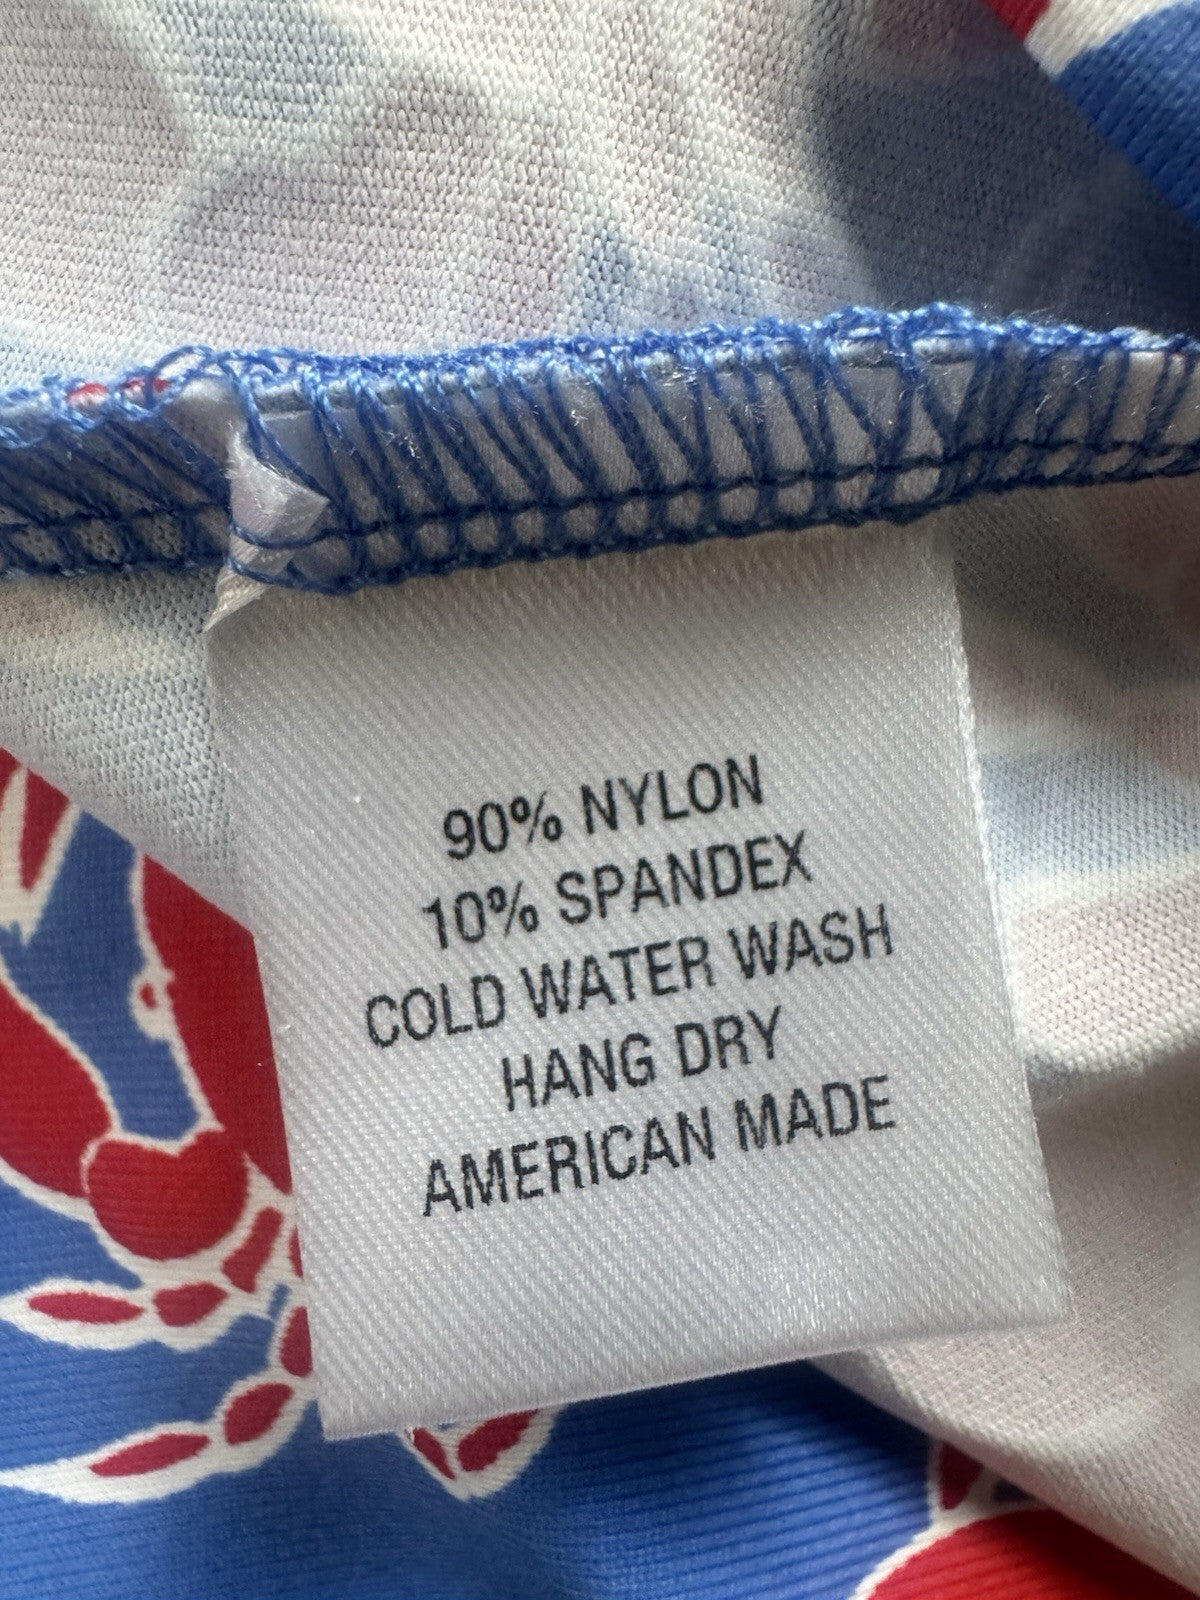 90% NYLON
10% SPANDEX
COLD WATER WASH
HANG DRY
AMERICAN MADE